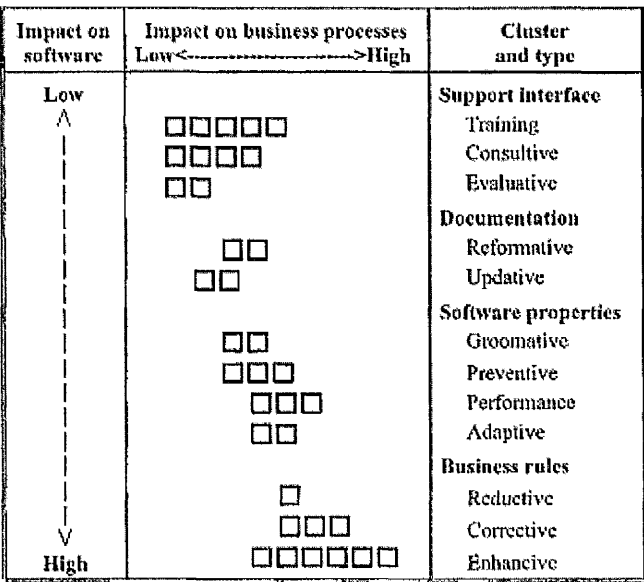 Impact on software
Impact on business processes
Low<-------------------->High
Cluster and type
Low
Support interface
Training
Consultive
Evaluative
Documentation
Reformative
Updative
Software properties
Groomative
Preventive
Performance
Adaptive
Business rules
Reductive
Corrective
High
Enhancive